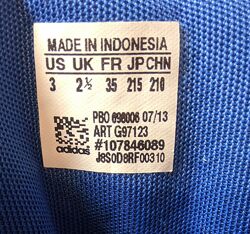 MADE IN INDONESIA
US UK FR JP CHN
3 2½ 35 215 210
PBO 698006 07/13
ART G97123
#107846089
adidas J8S0D8RF00310